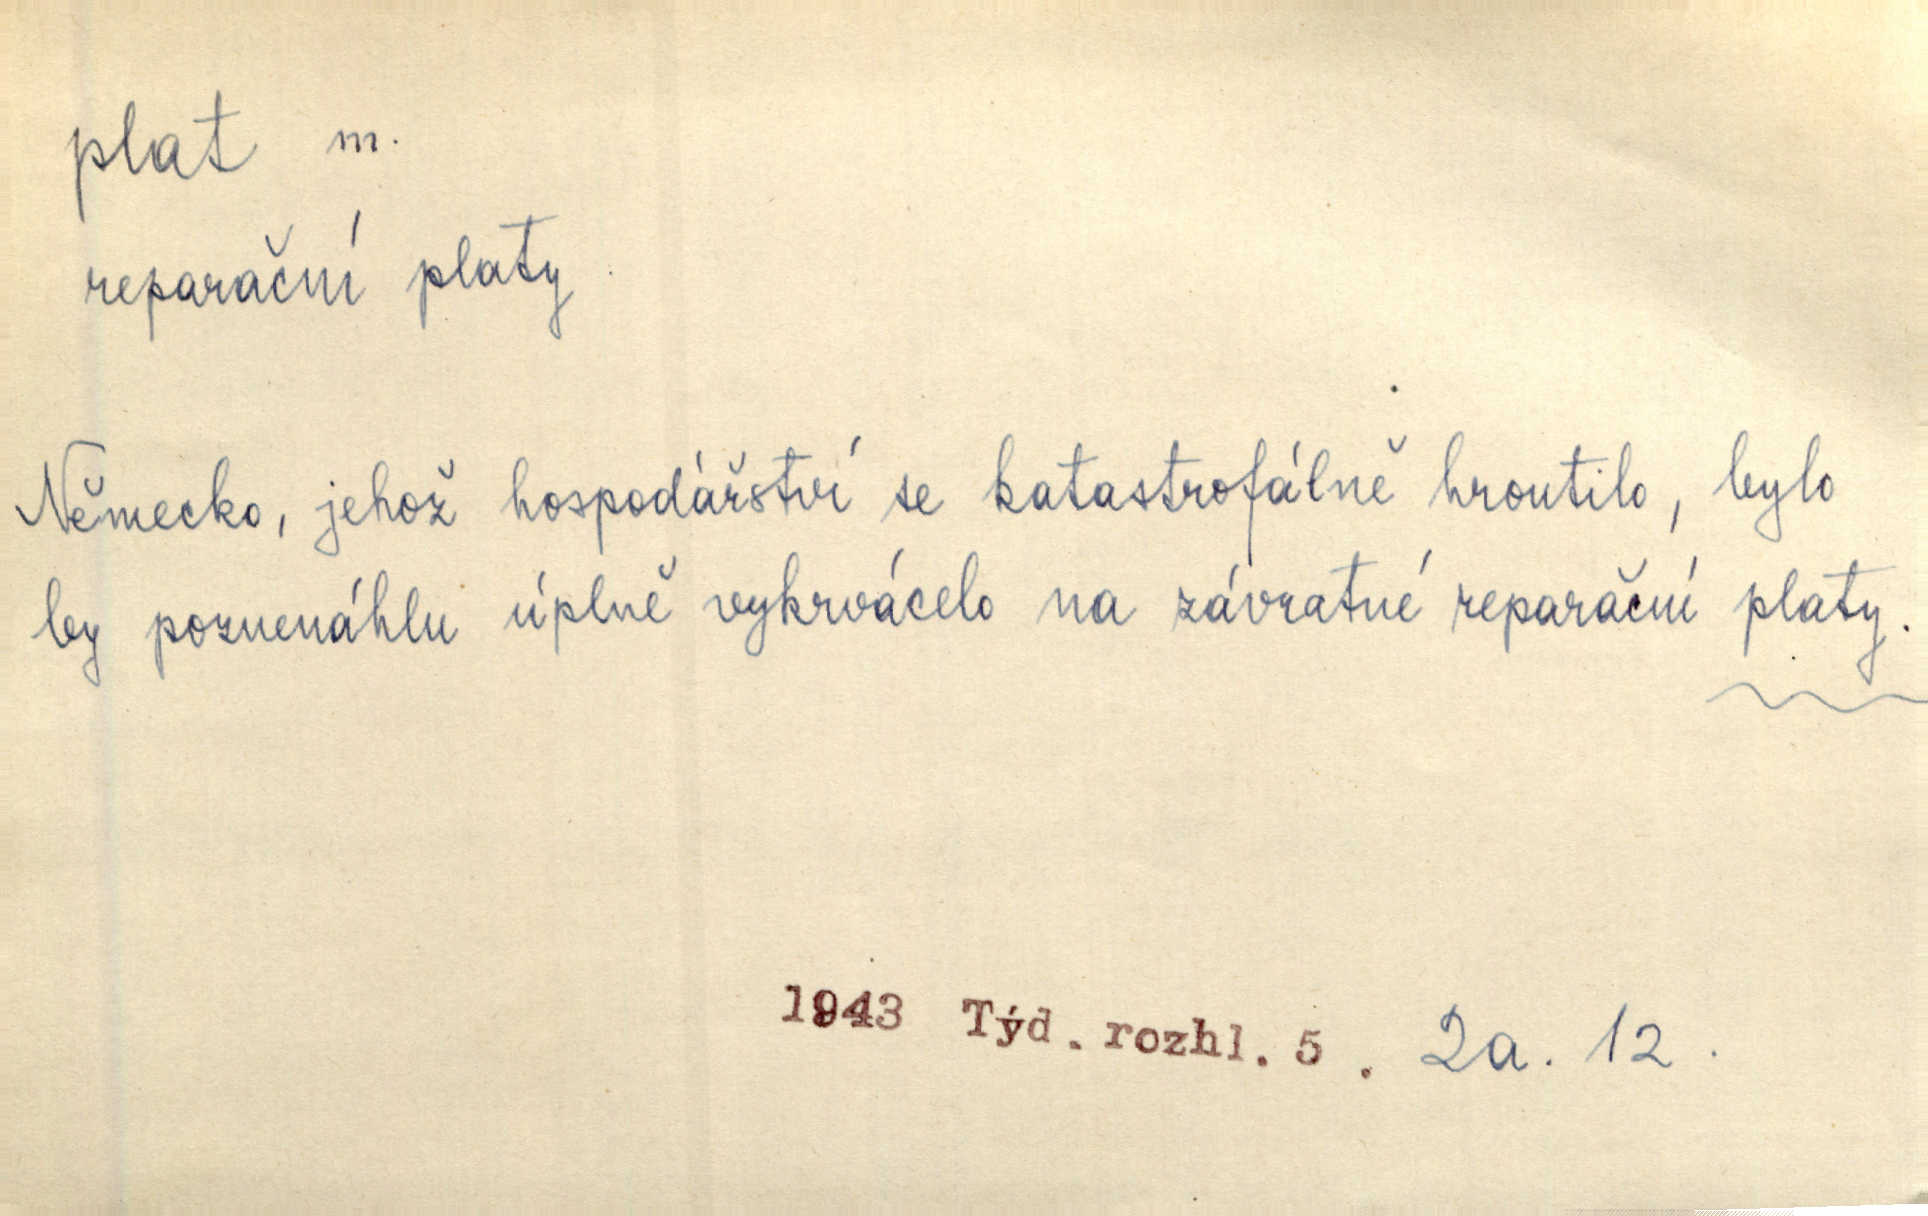 plat m.
reparační platy
Německo, jehož hospodářství se katastrofálně hroutilo, bylo
by poznenáhlu úplně vykrvácelo na závratné reparační platy.
1943 Týd. rozhl. 5. 2a. 12.